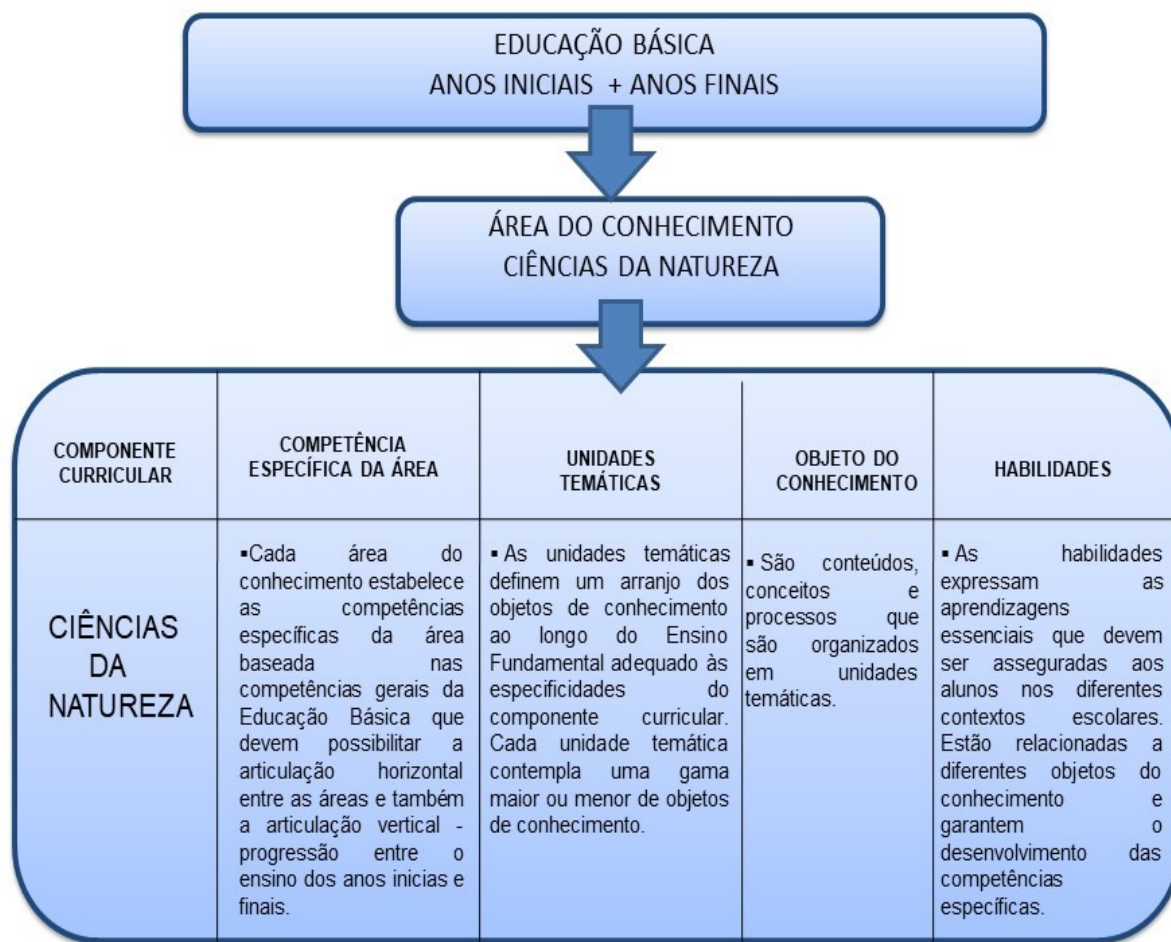 EDUCAÇÃO BÁSICA
ANOS INICIAIS + ANOS FINAIS
ÁREA DO CONHECIMENTO
CIÊNCIAS DA NATUREZA
COMPONENTE
CURRICULAR
COMPETÊNCIA
ESPECÍFICA DA ÁREA
UNIDADES
TEMÁTICAS
OBJETO DO
CONHECIMENTO
HABILIDADES
CIÊNCIAS
DA
NATUREZA
▪Cada área do
conhecimento estabelece
as competências
específicas da área
baseada nas
competências gerais da
Educação Básica que
devem possibilitar a
articulação horizontal
entre as áreas e também
a articulação vertical -
progressão entre o
ensino dos anos inicias e
finais.
▪ As unidades temáticas
definem um arranjo dos
objetos de conhecimento
ao longo do Ensino
Fundamental adequado às
especificidades do
componente curricular.
Cada unidade temática
contempla uma gama
maior ou menor de objetos
de conhecimento.
▪ São conteúdos,
conceitos e
processos que
são organizados
em unidades
temáticas.
▪ As habilidades
expressam as
aprendizagens
essenciais que devem
ser asseguradas aos
alunos nos diferentes
contextos escolares.
Estão relacionadas a
diferentes objetos do
conhecimento e
garantem o
desenvolvimento das
competências
específicas.